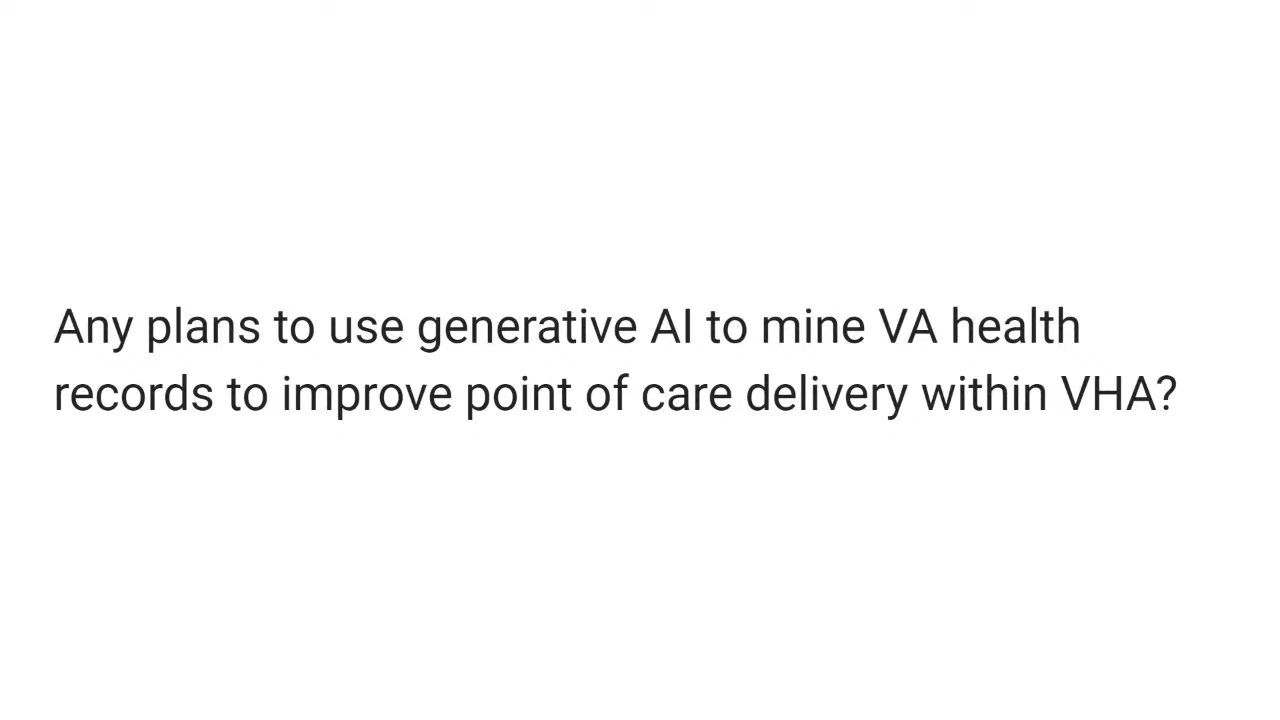 Any plans to use generative AI to mine VA health
records to improve point of care delivery within VHA?